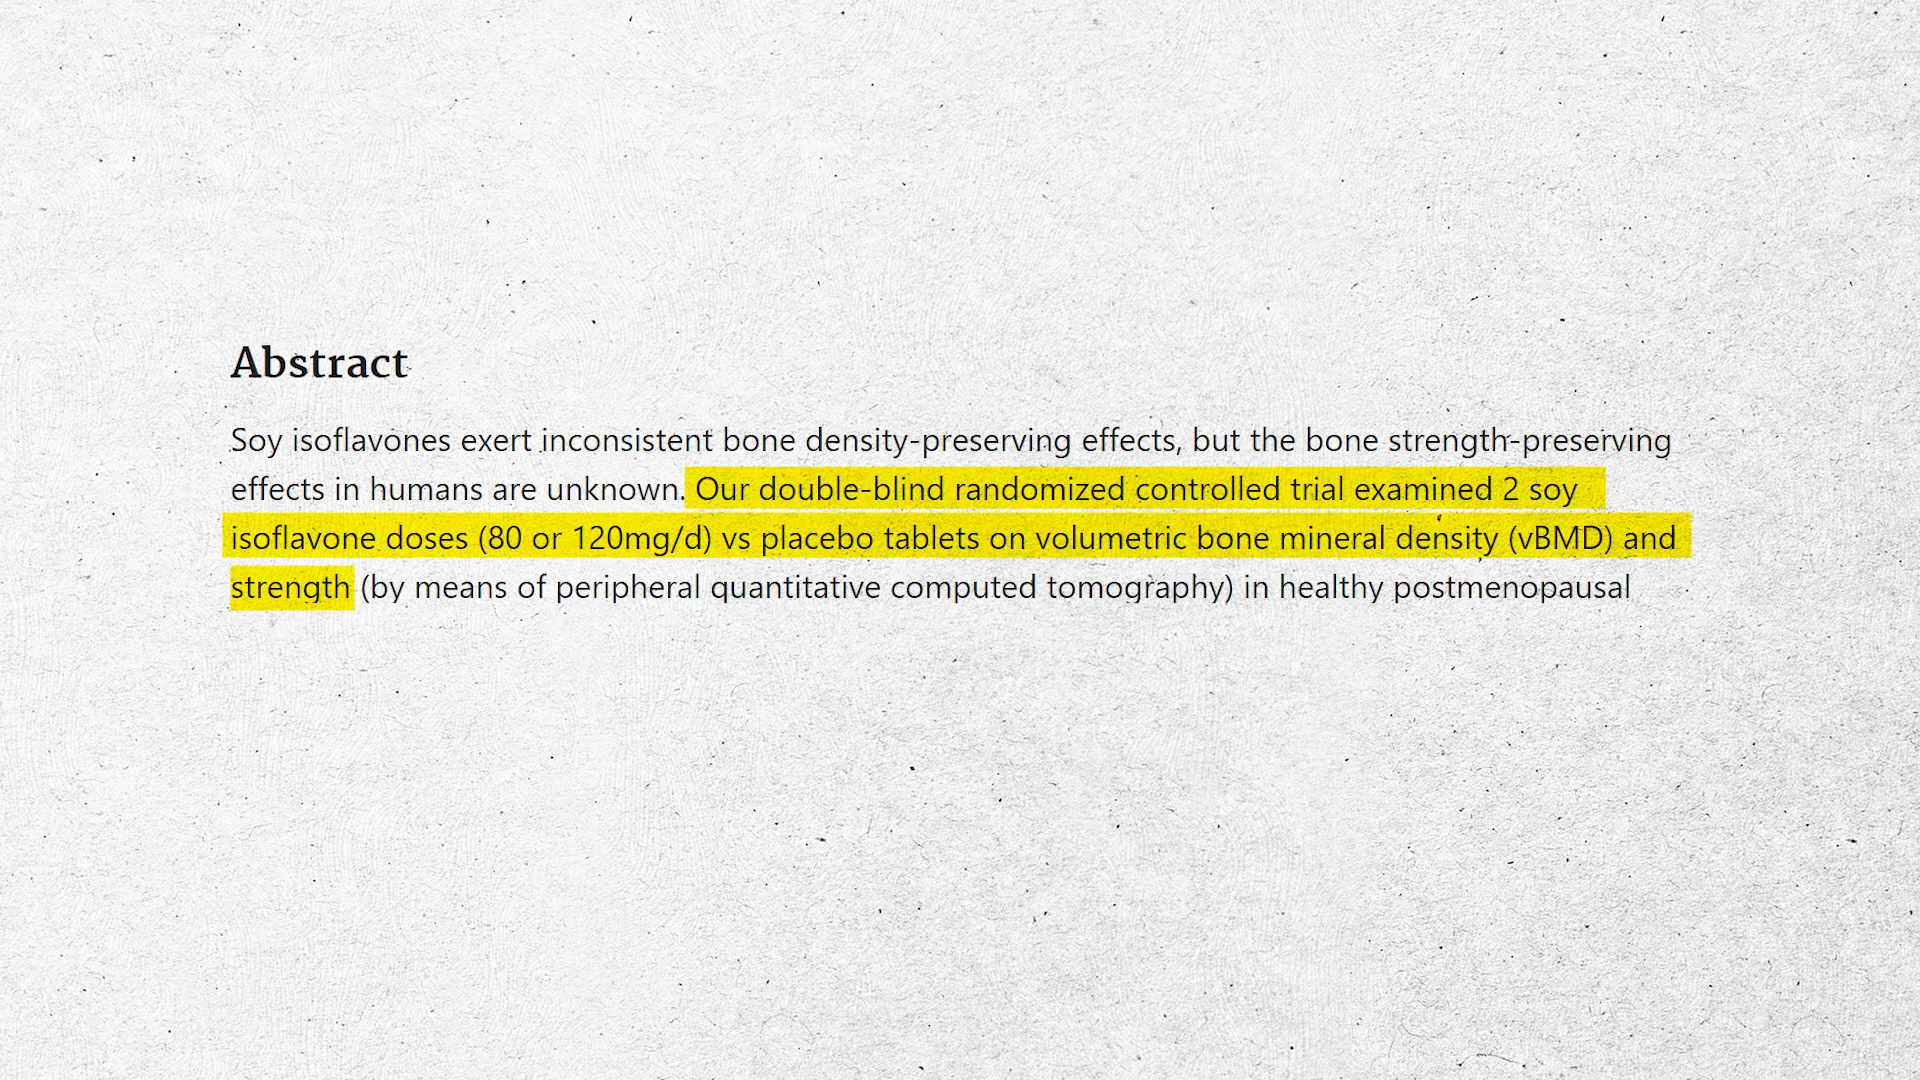 Abstract
Soy isoflavones exert inconsistent bone density-preserving effects, but the bone strength-preserving
effects in humans are unknown. Our double-blind randomized controlled trial examined 2 soy
isoflavone doses (80 or 120mg/d) vs placebo tablets on volumetric bone mineral density (vBMD) and
strength (by means of peripheral quantitative computed tomography) in healthy postmenopausal